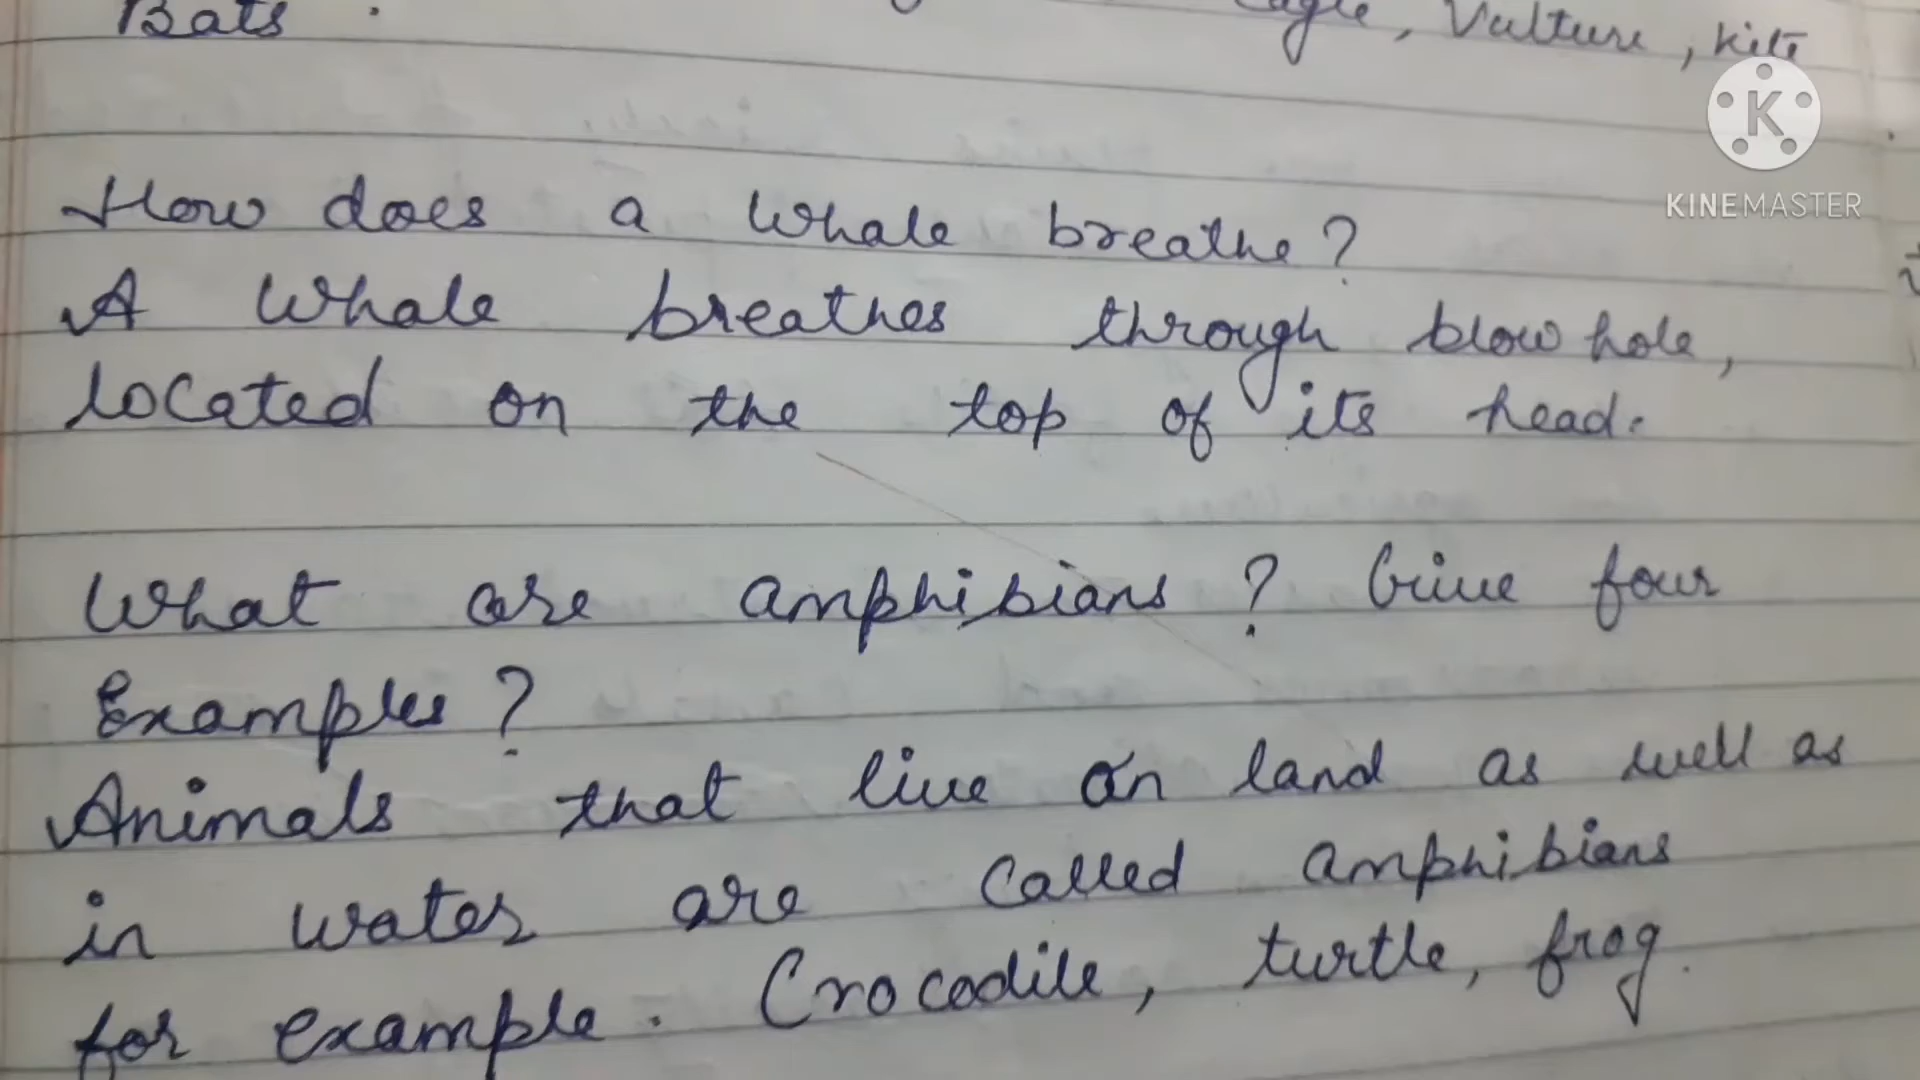 Bats.
Vulture, kite
KINEMASTER
How does a whale breathe?
A whale breathes through blow hole,
located on the top of its head.
What are amphibians? Give four
Examples?
Animals that live on land as well as
in water are called amphibians
for example. Crocodile, turtle, frog.